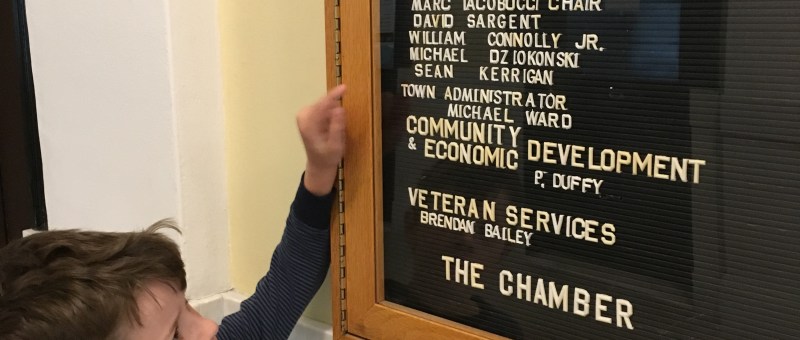 MARC IACOBUCCI CHAIR
DAVID SARGENT
WILLIAM CONNOLLY JR.
MICHAEL DZIOKONSKI
SEAN KERRIGAN
TOWN ADMINISTRATOR
MICHAEL WARD
COMMUNITY
& ECONOMIC DEVELOPMENT
P. DUFFY
VETERAN SERVICES
BRENDAN BAILEY
THE CHAMBER